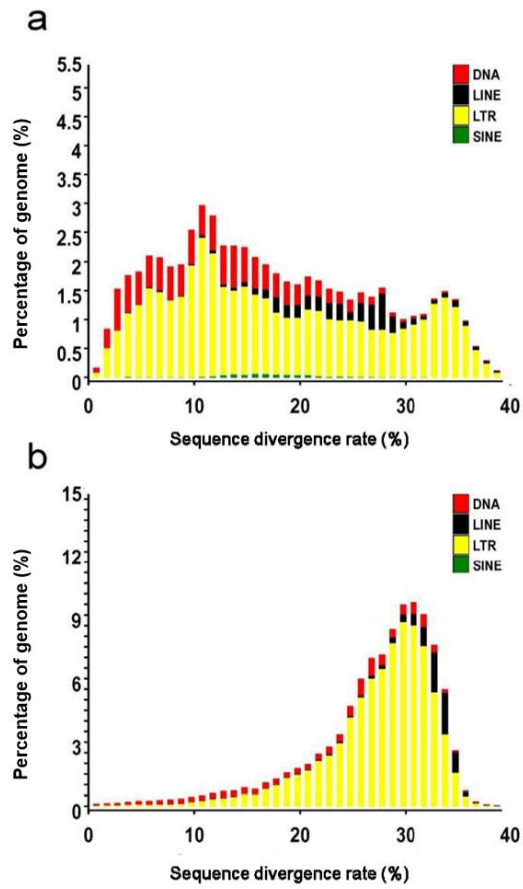 a
5.5
5
4.5
4
3.5
3
2.5
2
1.5
1
0.5
0
Percentage of genome (%)
DNA
LINE
LTR
SINE
0 10 20 30 40
Sequence divergence rate (%)
b
15
12
9
6
3
0
Percentage of genome (%)
DNA
LINE
LTR
SINE
0 10 20 30 40
Sequence divergence rate (%)